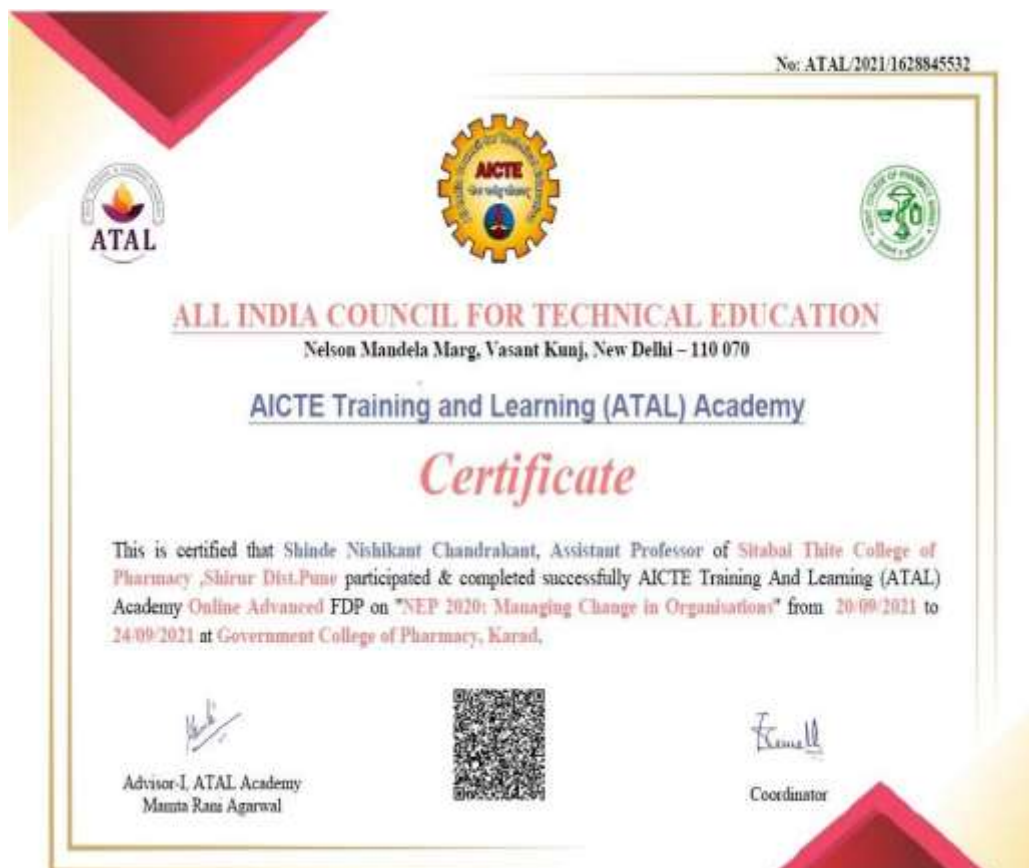 No: ATAL/2021/1628845532
AICTE
ATAL
ALL INDIA COUNCIL FOR TECHNICAL EDUCATION
Nelson Mandela Marg, Vasant Kunj, New Delhi – 110 070
AICTE Training and Learning (ATAL) Academy
Certificate
This is certified that Shinde Nishikant Chandrakant, Assistant Professor of Sitabai Thite College of
Pharmacy ,Shirur Dist.Pune participated & completed successfully AICTE Training And Learning (ATAL)
Academy Online Advanced FDP on "NEP 2020: Managing Change in Organisations" from 20/09/2021 to
24/09/2021 at Government College of Pharmacy, Karad.
Advisor-I, ATAL Academy
Mamta Rani Agarwal
Coordinator